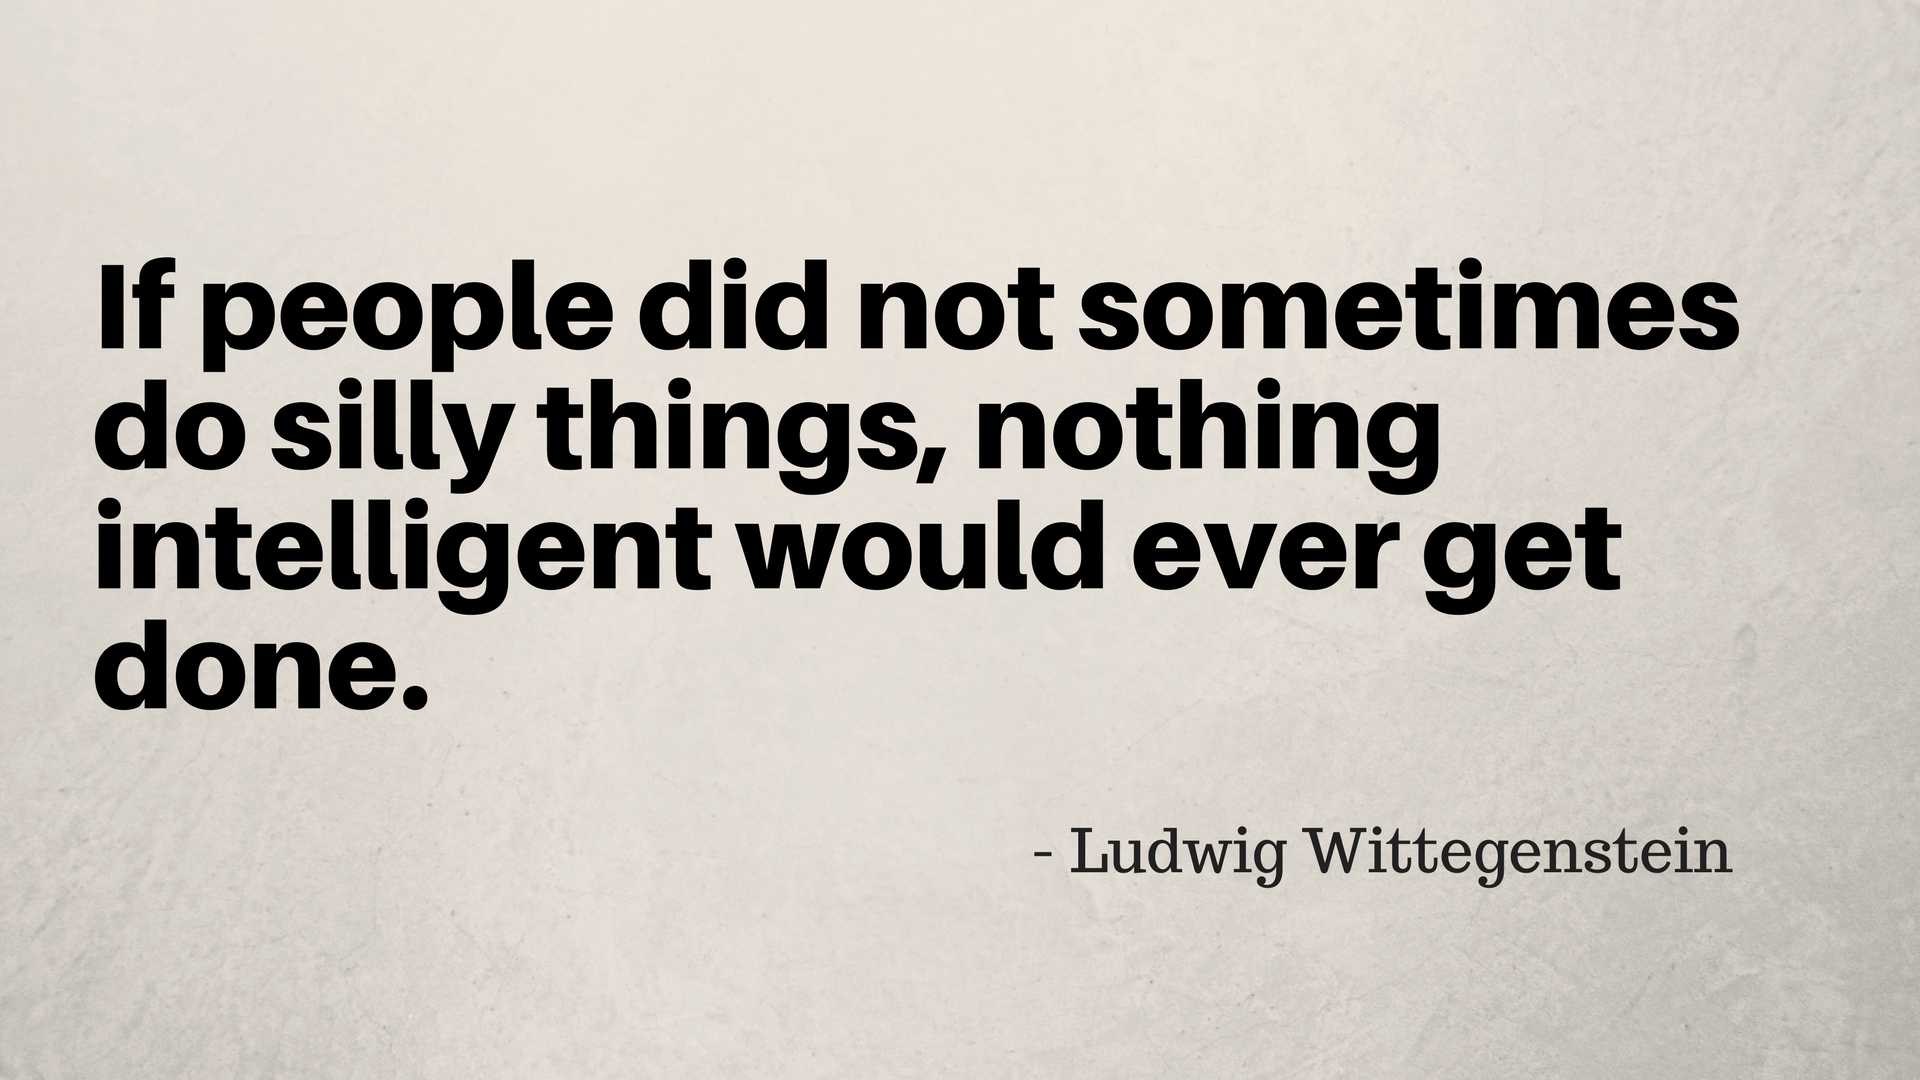 If people did not sometimes
do silly things, nothing
intelligent would ever get
done.
- Ludwig Wittegenstein